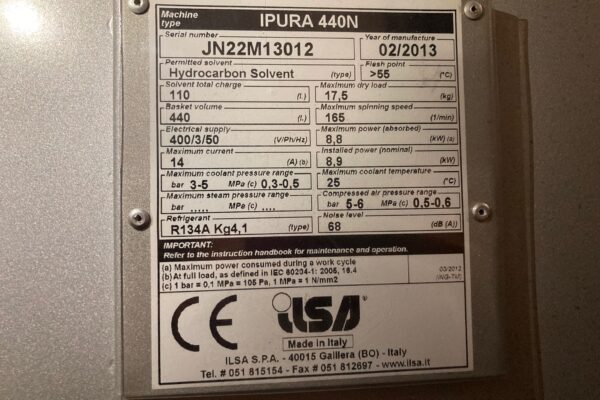 Machine type IPURA 440N
Serial number Year of manufacture
JN22M13012 02/2013
Permitted solvent Flash point
Hydrocarbon Solvent (type) >55 (°C)
Solvent total charge Maximum dry load
110 (l.) 17,5 (kg)
Basket volume Maximum spinning speed
440 (l.) 165 (1/min)
Electrical supply Maximum power (absorbed)
400/3/50 (V/Ph/Hz) 8,8 (kW) (a)
Maximum current Installed power (nominal)
14 (A) (b) 8,9 (kW)
Maximum coolant pressure range Maximum coolant temperature
bar 3-5 MPa (c) 0,3-0,5 25 (°C)
Maximum steam pressure range Compressed air pressure range
bar ..... MPa (c) .... bar 5-6 MPa (c) 0,5-0,6
Refrigerant Noise level
R134A Kg4,1 (type) 68 (dB (A))
IMPORTANT:
Refer to the instruction handbook for maintenance and operation.
(a) Maximum power consumed during a work cycle
(b) At full load, as defined in IEC 60204-1: 2005, 16.4
(c) 1 bar = 0,1 MPa = 105 Pa, 1 MPa = 1 N/mm2
03/2012
(ING-TM)
CE ilsa
Made in Italy
ILSA S.P.A. - 40015 Galliera (BO) - Italy
Tel. # 051 815154 - Fax # 051 812697 - www.ilsa.it